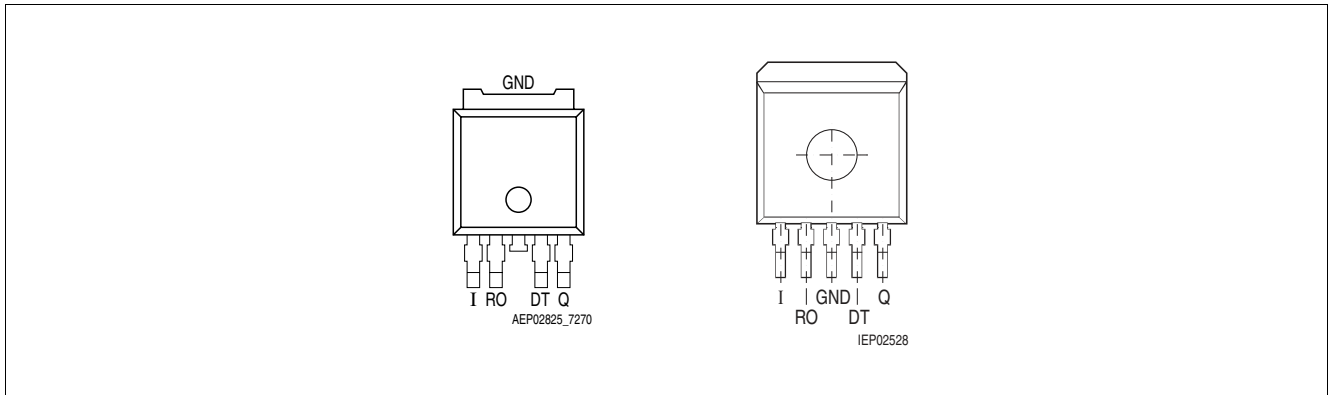 GND
I RO DT Q
AEP02825_7270
I GND Q
RO DT
IEP02528